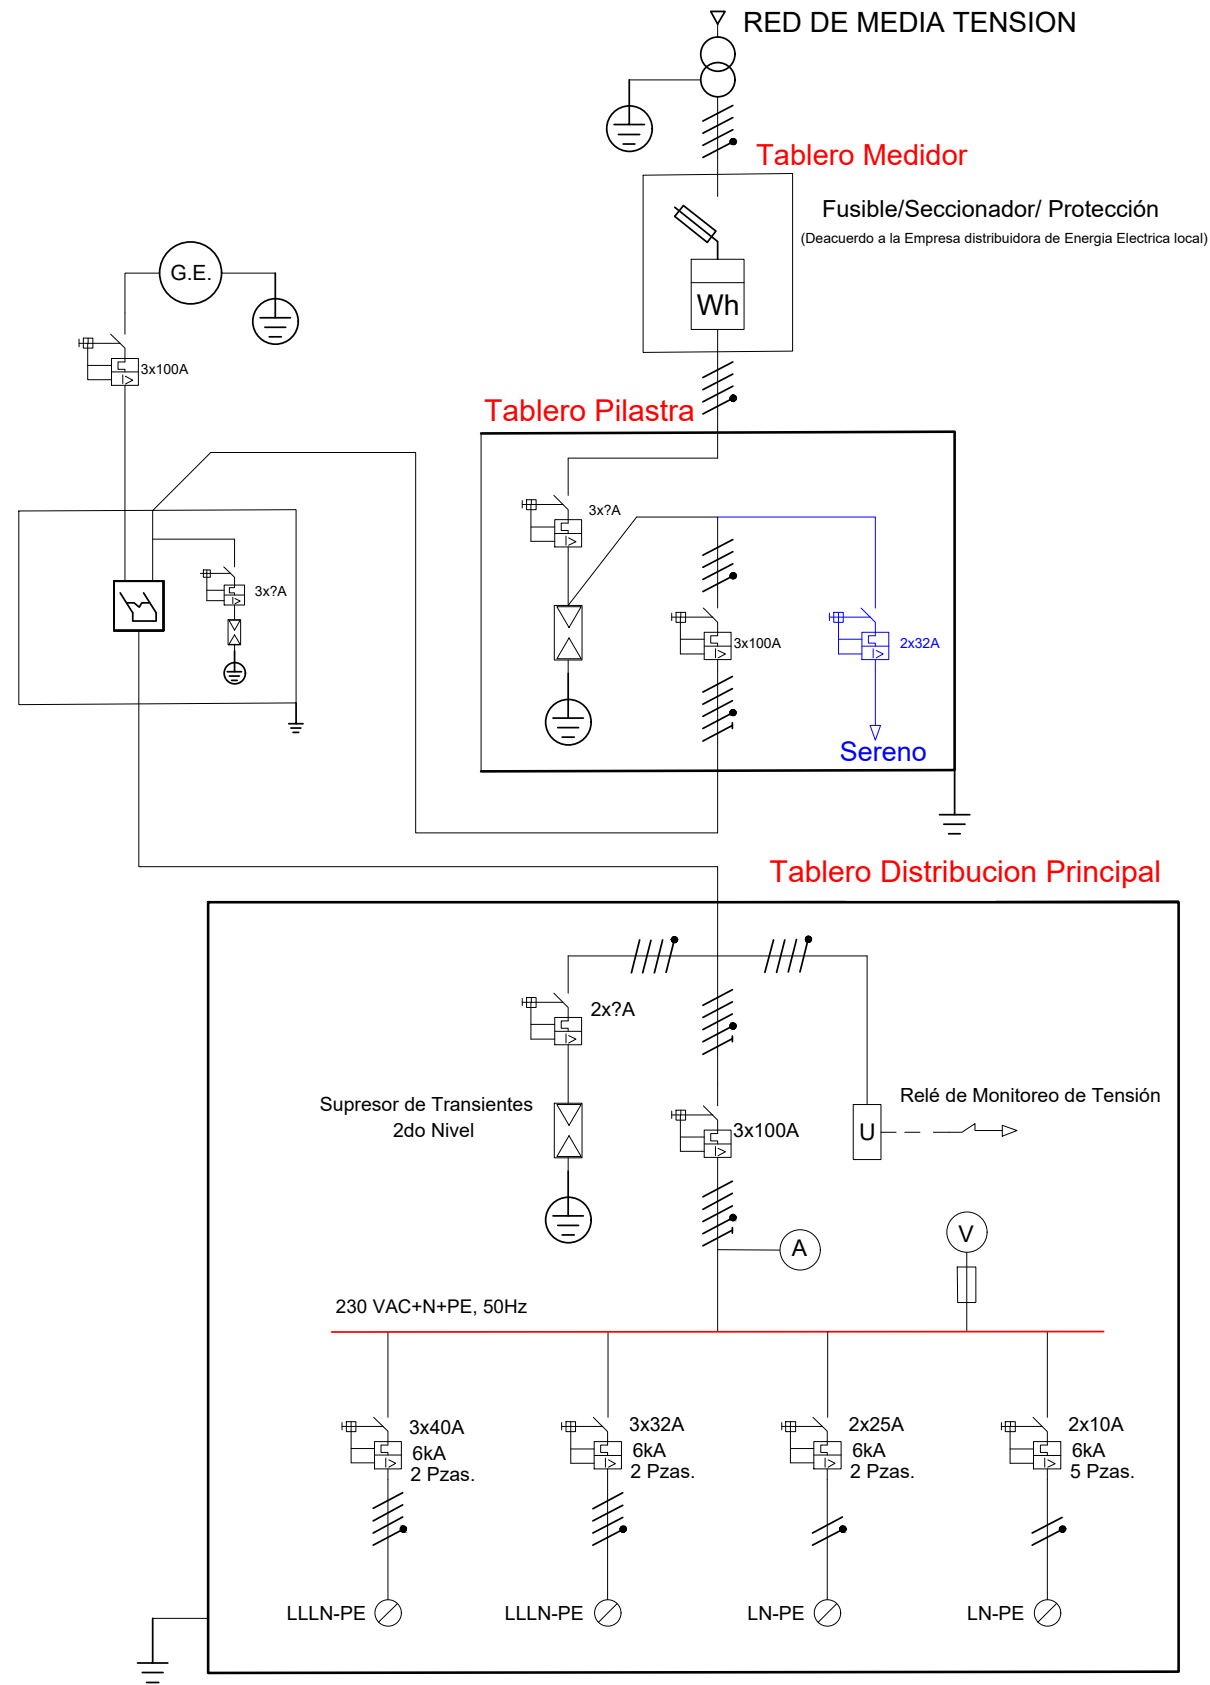 RED DE MEDIA TENSION
Tablero Medidor
Fusible/Seccionador/ Protección
(Deacuerdo a la Empresa distribuidora de Energia Electrica local)
Wh
G.E.
3x100A
Tablero Pilastra
3x?A
3x?A
3x100A
2x32A
Sereno
Tablero Distribucion Principal
2x?A
Supresor de Transientes
2do Nivel
3x100A
U
Relé de Monitoreo de Tensión
A
V
230 VAC+N+PE, 50Hz
3x40A
6kA
2 Pzas.
3x32A
6kA
2 Pzas.
2x25A
6kA
2 Pzas.
2x10A
6kA
5 Pzas.
LLLN-PE
LLLN-PE
LN-PE
LN-PE